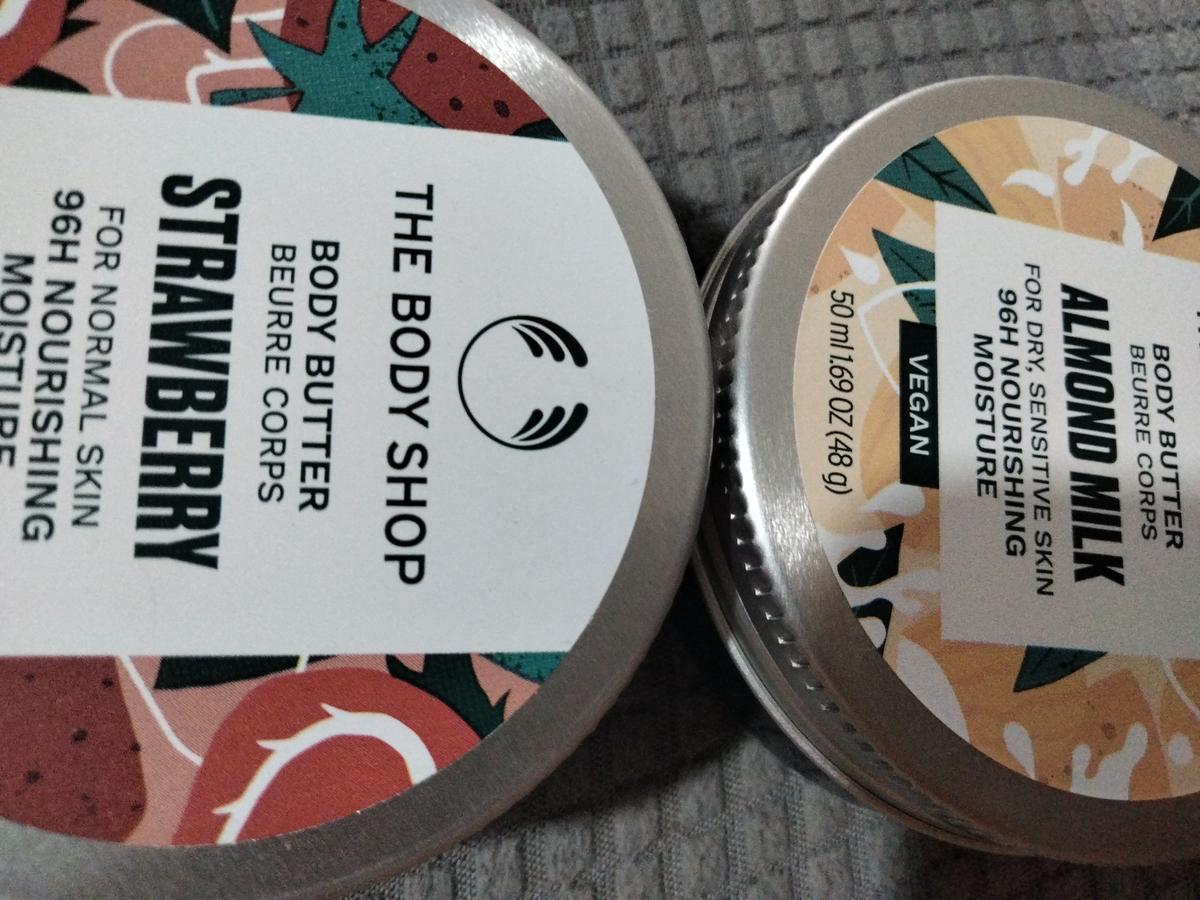 THE BODY SHOP
BODY BUTTER
BEURRE CORPS
STRAWBERRY
FOR NORMAL SKIN
96H NOURISHING
MOISTURE
BODY BUTTER
BEURRE CORPS
ALMOND MILK
FOR DRY, SENSITIVE SKIN
96H NOURISHING
MOISTURE
VEGAN
50 ml 1.69 OZ (48 g)